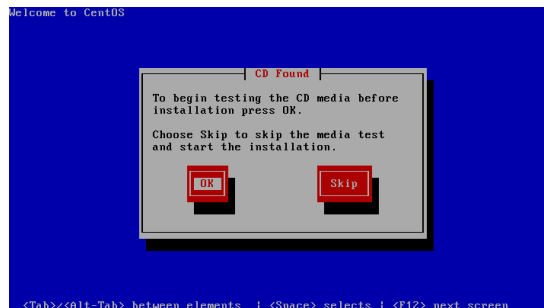 Welcome to CentOS
CD Found
To begin testing the CD media before
installation press OK.
Choose Skip to skip the media test
and start the installation.
OK Skip
<Tab>/<Alt-Tab> between elements | <Space> selects | <F12> next screen